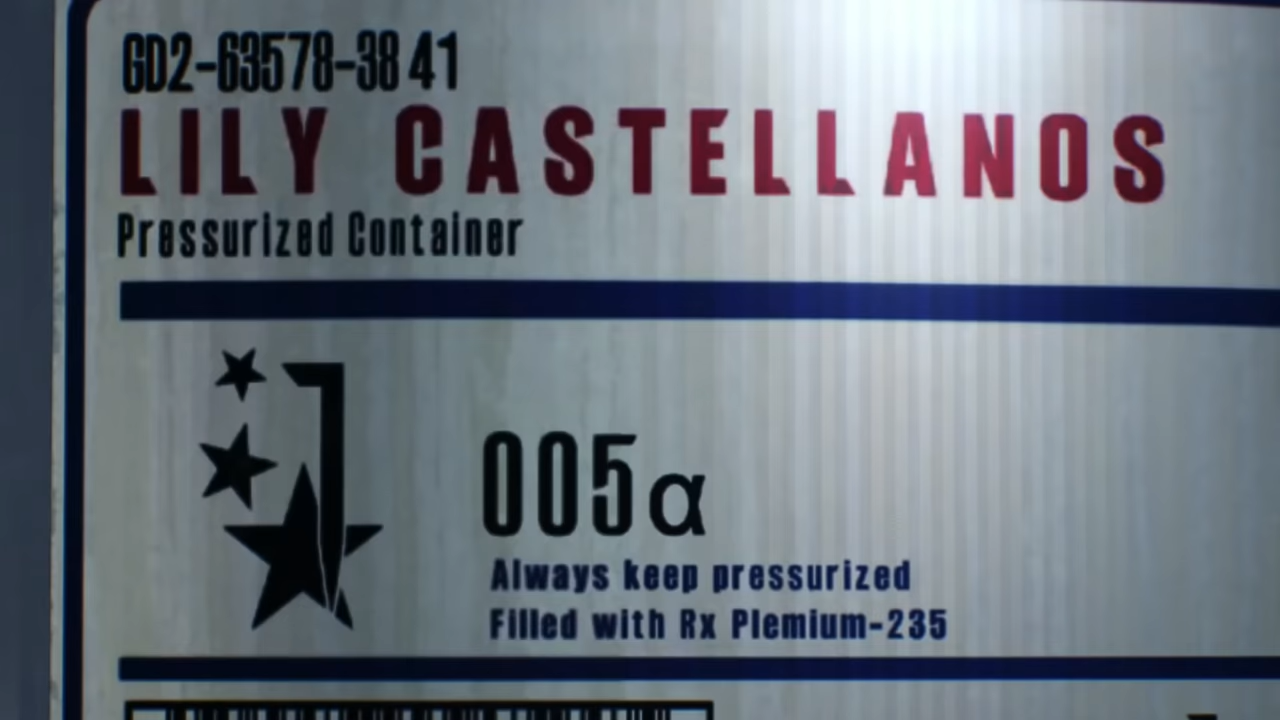 GD2-63578-38 41
LILY CASTELLANOS
Pressurized Container
005α
Always keep pressurized
Filled with Rx Plemium-235